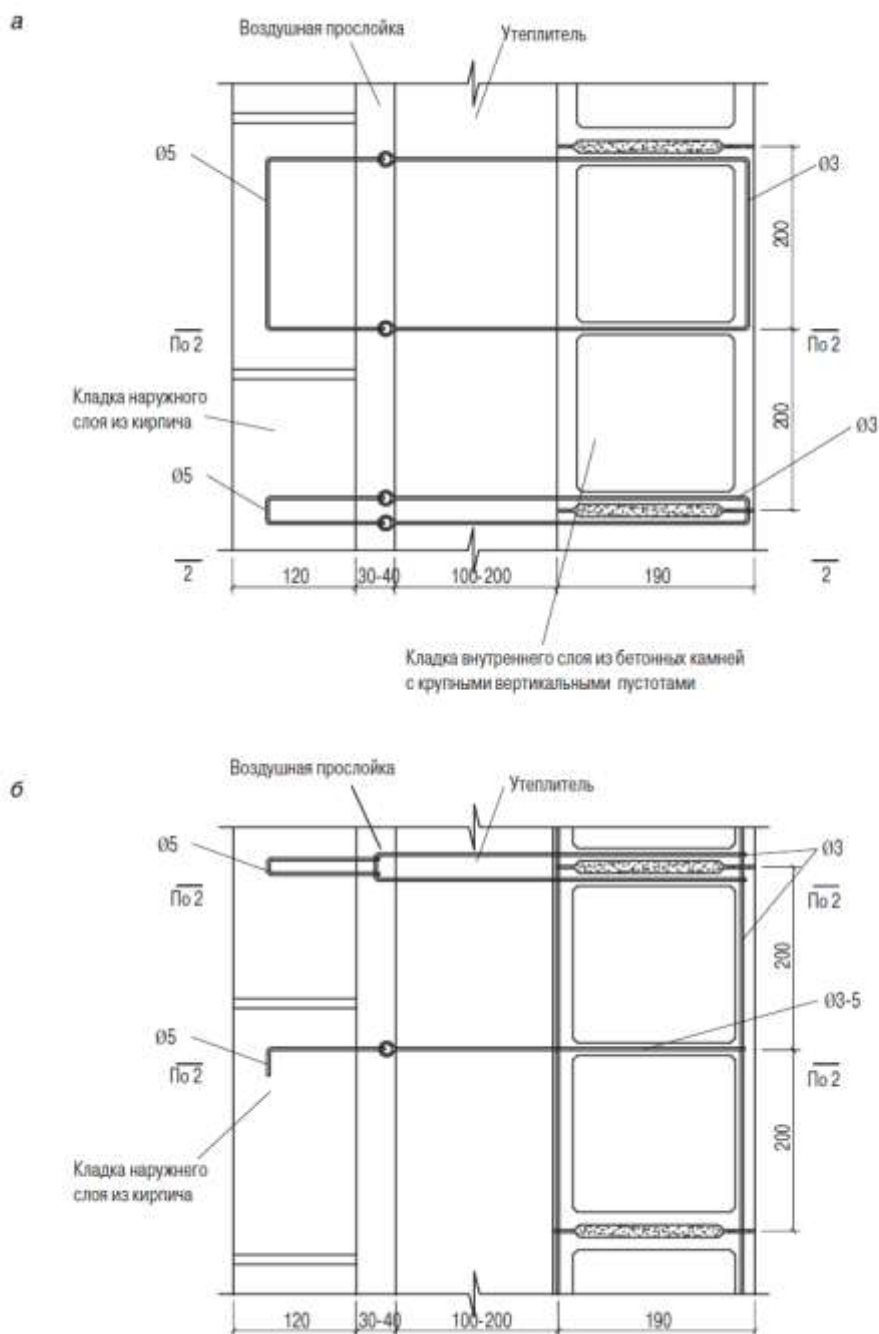 а
Воздушная прослойка
Утеплитель
Ø5
Ø3
200
По 2
По 2
Кладка наружного
слоя из кирпича
200
Ø3
Ø5
2
120
30-40
100-200
190
2
Кладка внутреннего слоя из бетонных камней
с крупными вертикальными пустотами
б
Воздушная прослойка
Утеплитель
Ø5
Ø3
По 2
По 2
200
Ø3-5
Ø5
По 2
По 2
200
Кладка наружнего
слоя из кирпича
120
30-40
100-200
190